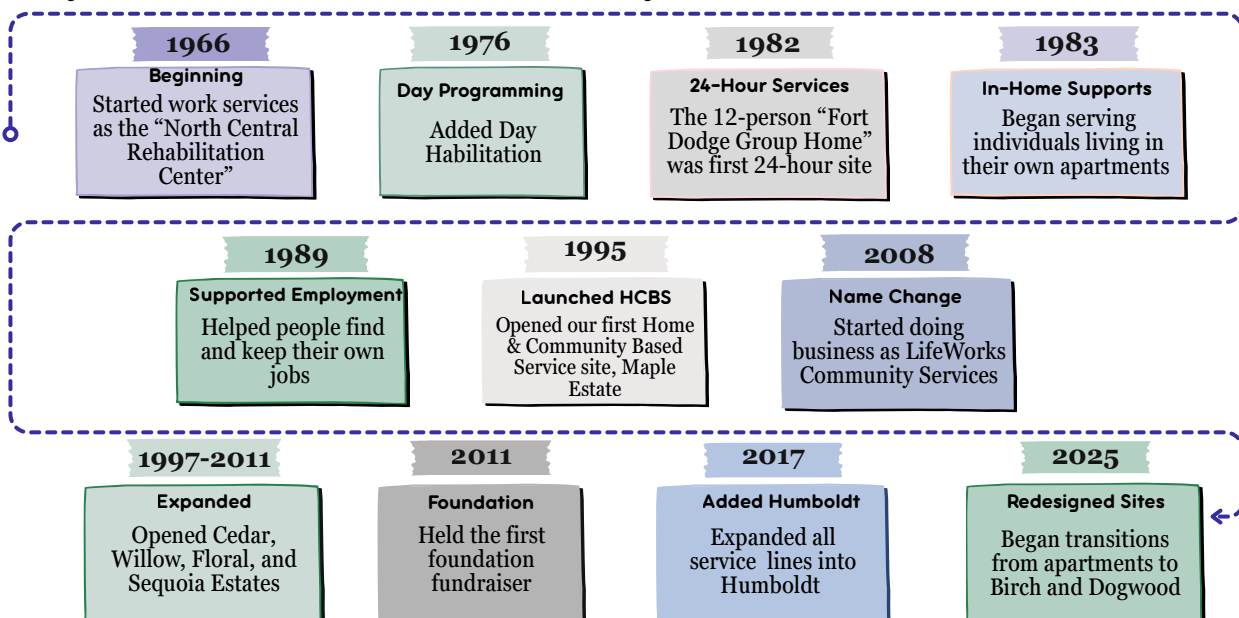 1966
Beginning
Started work services
as the “North Central
Rehabilitation
Center”
1976
Day Programming
Added Day
Habilitation
1982
24-Hour Services
The 12-person “Fort
Dodge Group Home”
was first 24-hour site
1983
In-Home Supports
Began serving
individuals living in
their own apartments
1989
Supported Employment
Helped people find
and keep their own
jobs
1995
Launched HCBS
Opened our first Home
& Community Based
Service site, Maple
Estate
2008
Name Change
Started doing
business as LifeWorks
Community Services
1997-2011
Expanded
Opened Cedar,
Willow, Floral, and
Sequoia Estates
2011
Foundation
Held the first
foundation
fundraiser
2017
Added Humboldt
Expanded all
service lines into
Humboldt
2025
Redesigned Sites
Began transitions
from apartments to
Birch and Dogwood